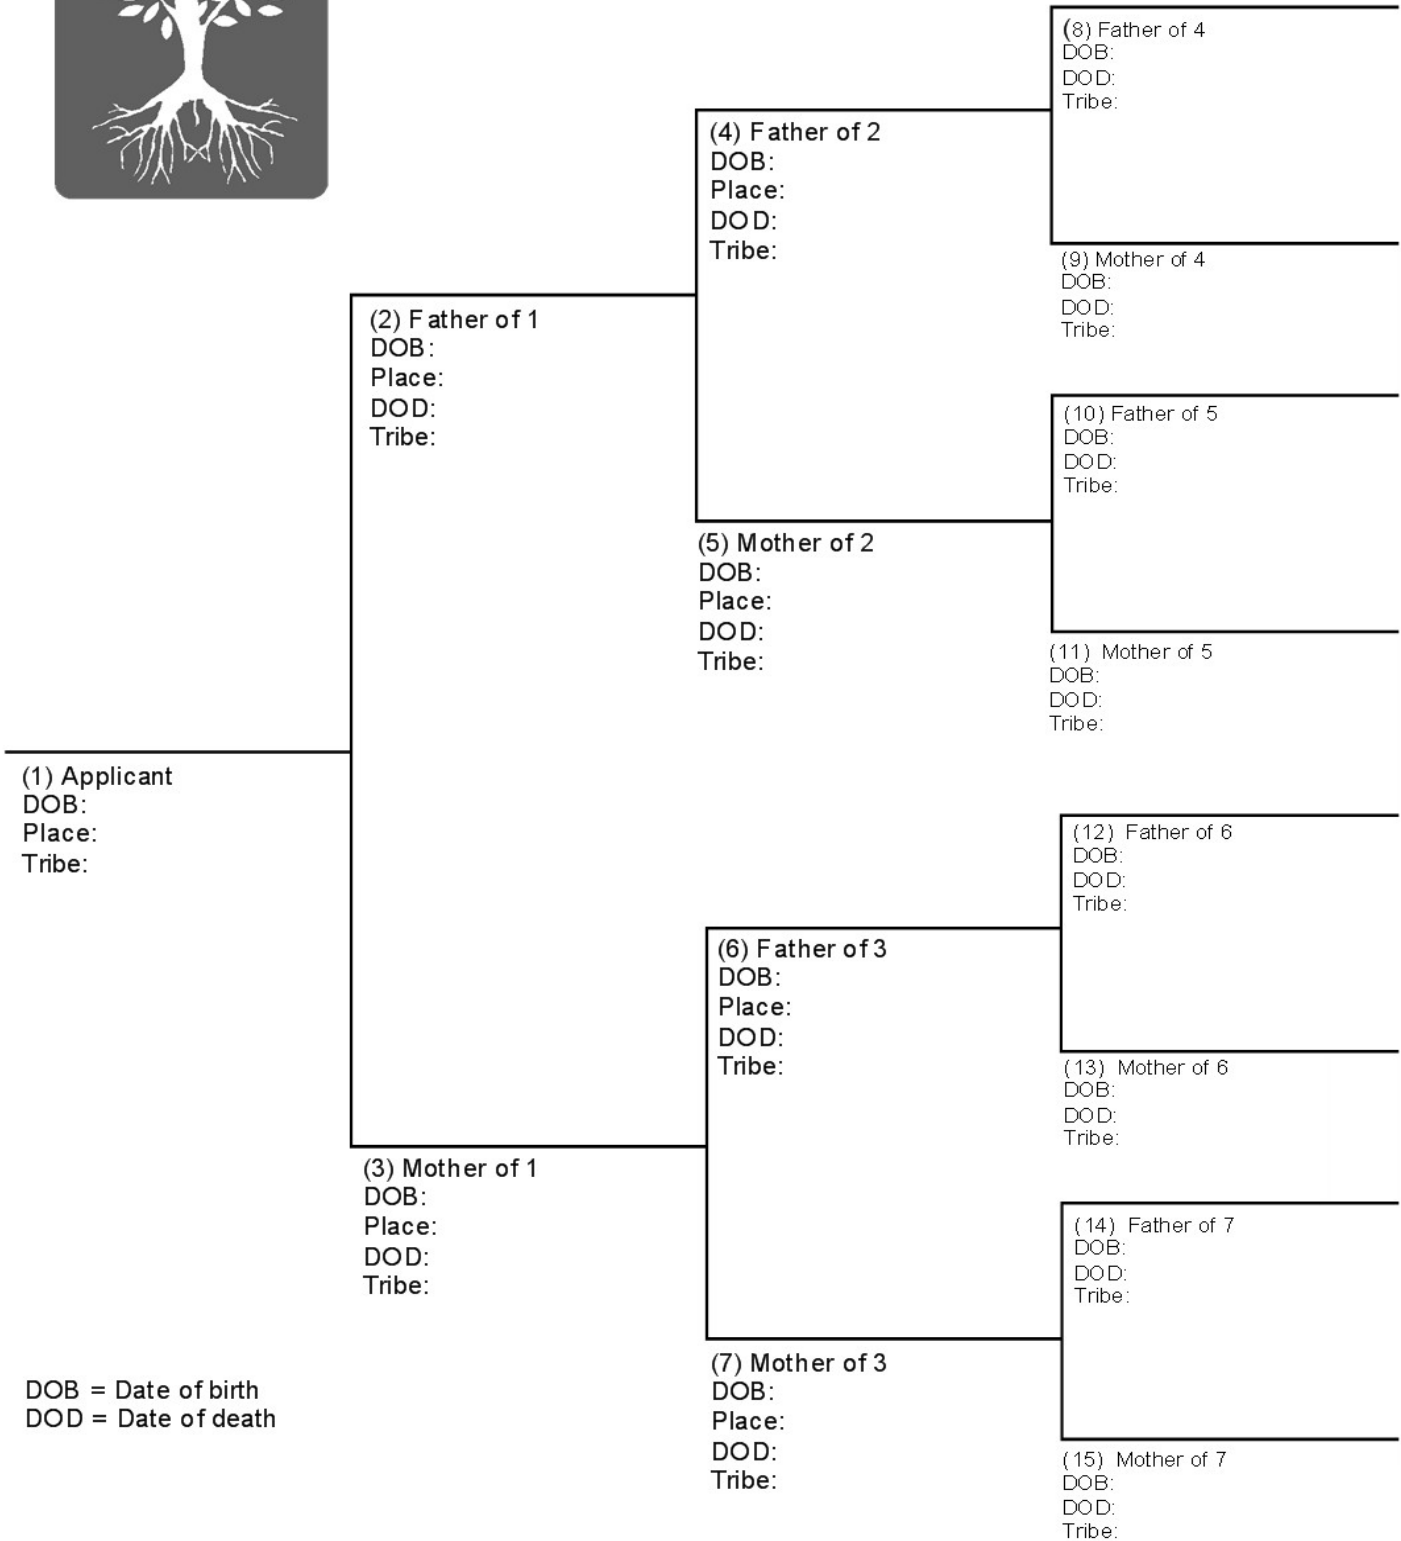 (8) Father of 4
DOB:
DOD:
Tribe:
(4) Father of 2
DOB:
Place:
DOD:
Tribe:
(9) Mother of 4
DOB:
DOD:
Tribe:
(2) Father of 1
DOB:
Place:
DOD:
Tribe:
(10) Father of 5
DOB:
DOD:
Tribe:
(5) Mother of 2
DOB:
Place:
DOD:
Tribe:
(11) Mother of 5
DOB:
DOD:
Tribe:
(1) Applicant
DOB:
Place:
Tribe:
(12) Father of 6
DOB:
DOD:
Tribe:
(6) Father of 3
DOB:
Place:
DOD:
Tribe:
(13) Mother of 6
DOB:
DOD:
Tribe:
(3) Mother of 1
DOB:
Place:
DOD:
Tribe:
(14) Father of 7
DOB:
DOD:
Tribe:
(7) Mother of 3
DOB:
Place:
DOD:
Tribe:
(15) Mother of 7
DOB:
DOD:
Tribe:
DOB = Date of birth
DOD = Date of death